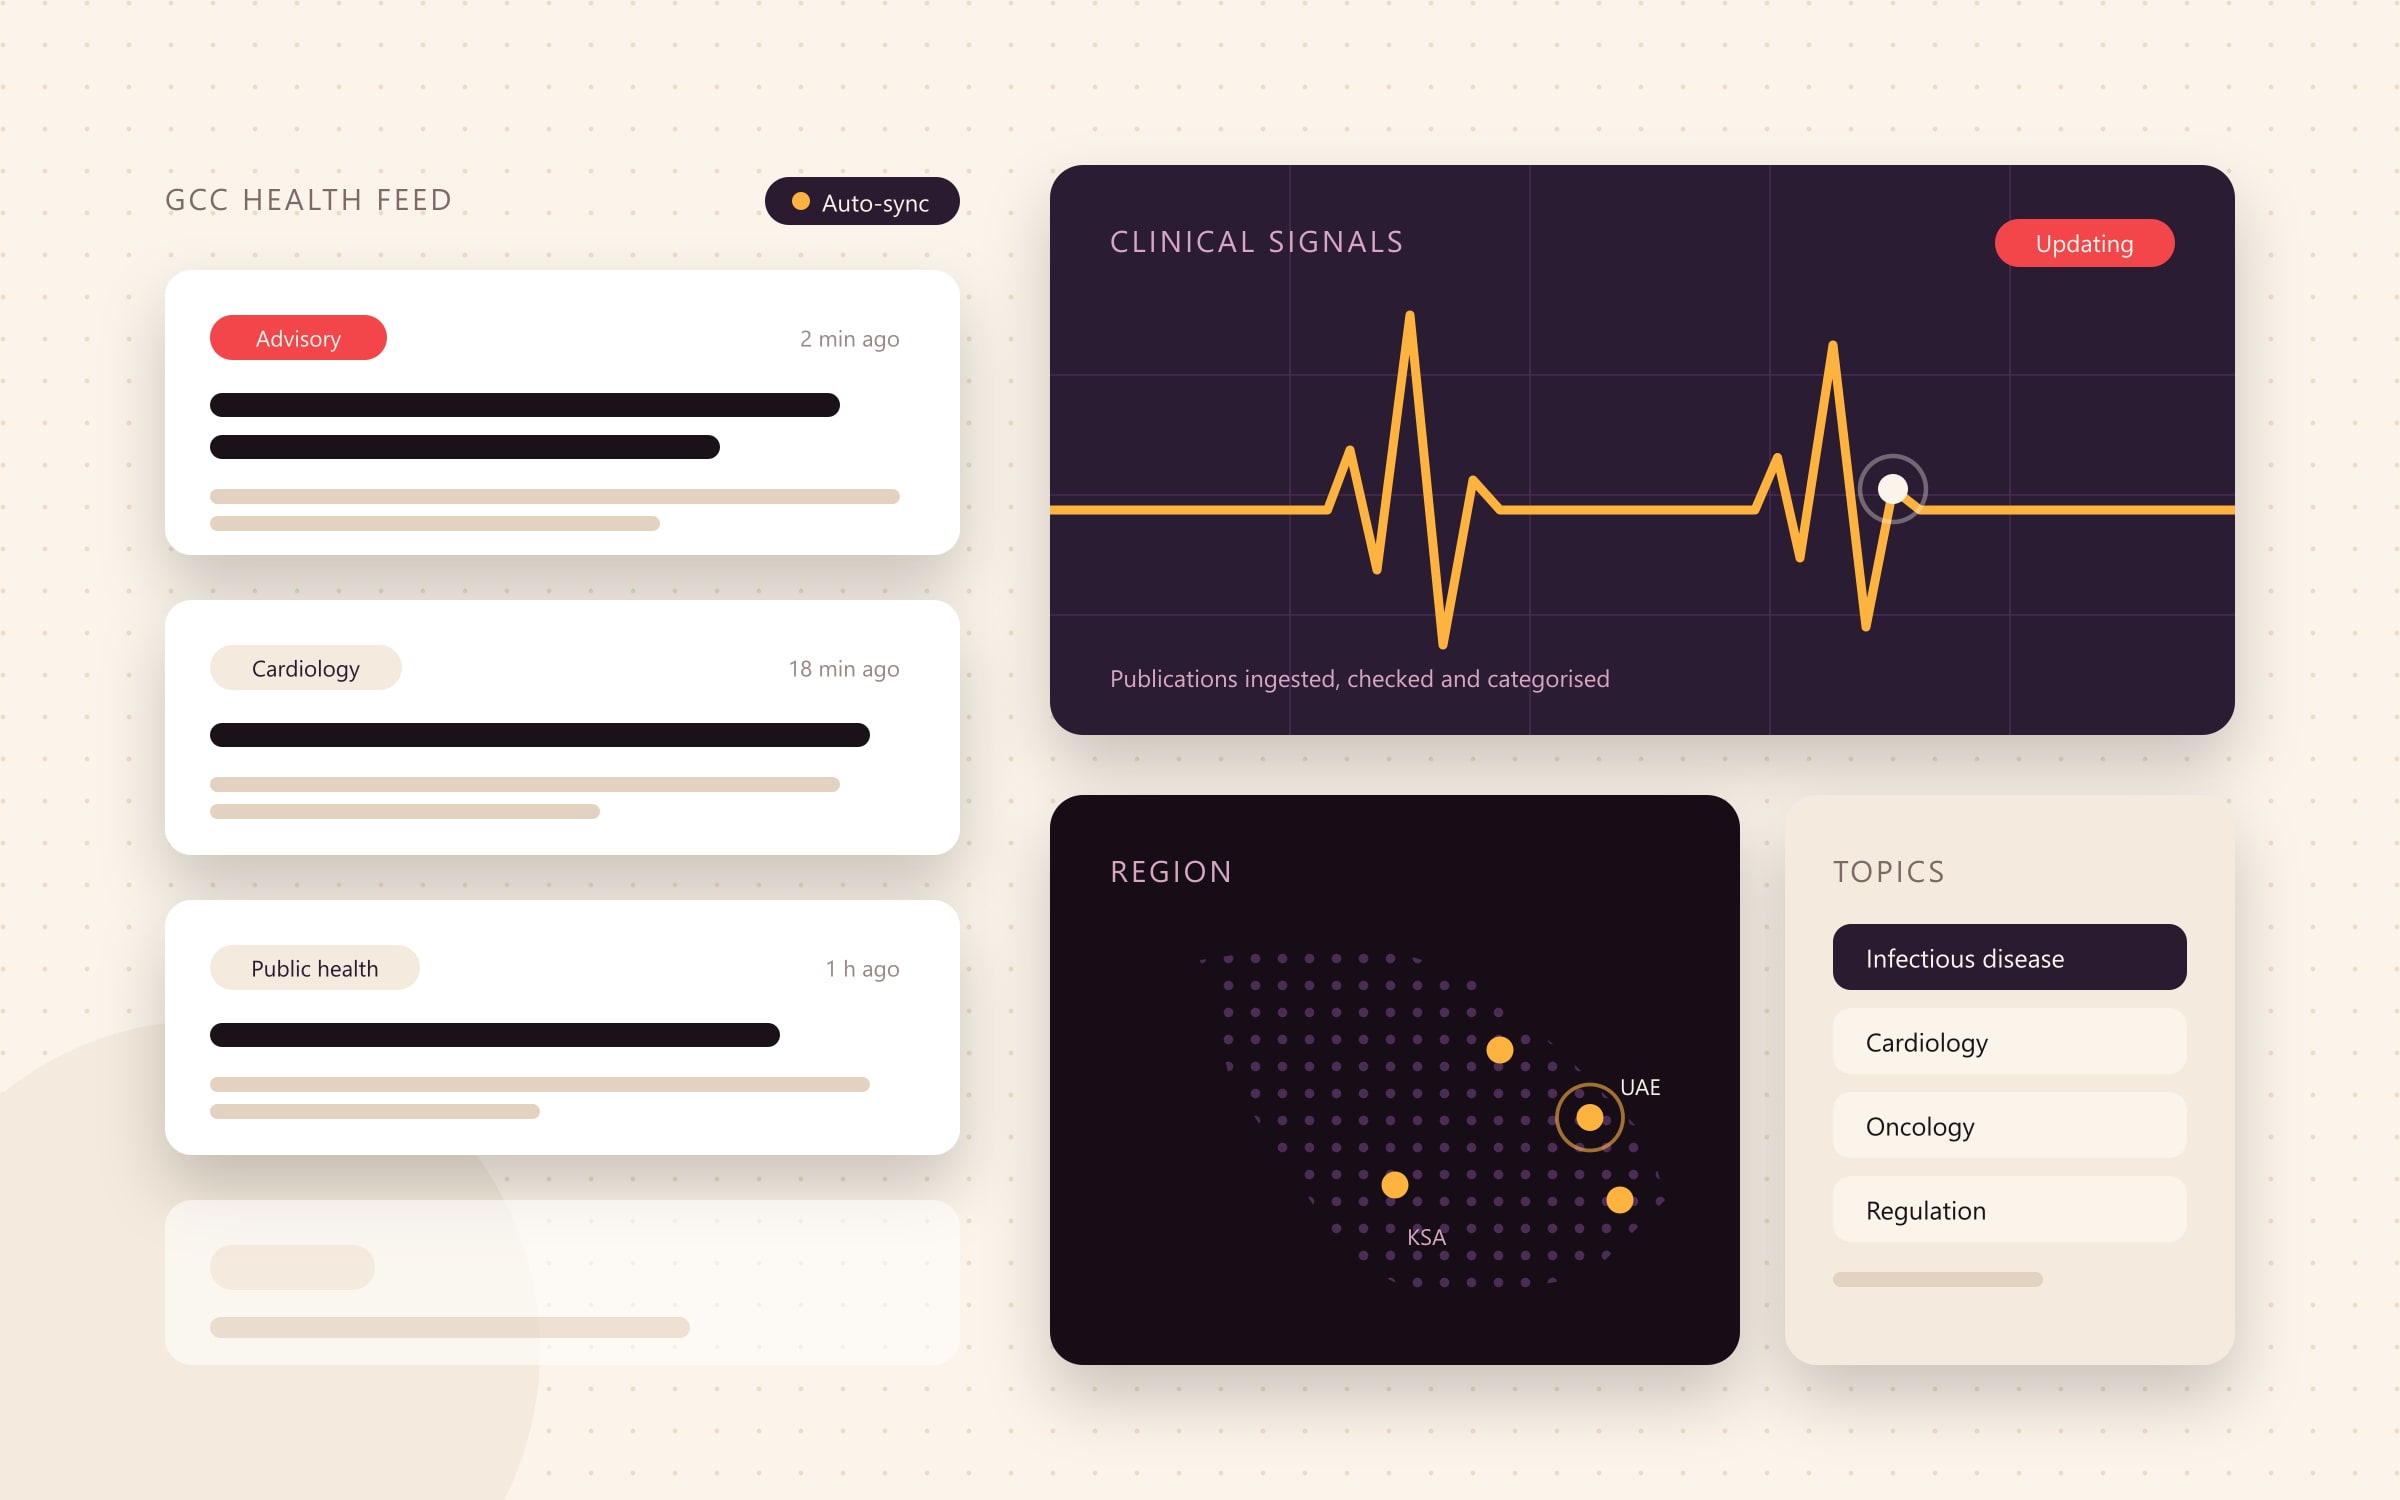 GCC HEALTH FEED
Auto-sync
Advisory
2 min ago
Cardiology
18 min ago
Public health
1 h ago
CLINICAL SIGNALS
Updating
Publications ingested, checked and categorised
REGION
UAE
KSA
TOPICS
Infectious disease
Cardiology
Oncology
Regulation